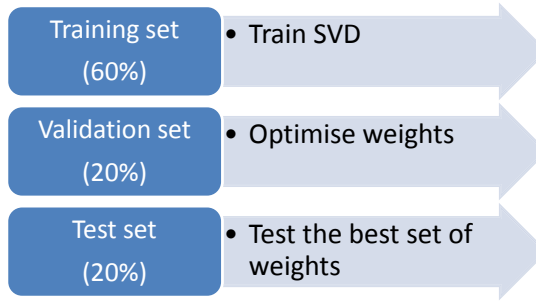 Training set
(60%)
• Train SVD
Validation set
(20%)
• Optimise weights
Test set
(20%)
• Test the best set of
weights